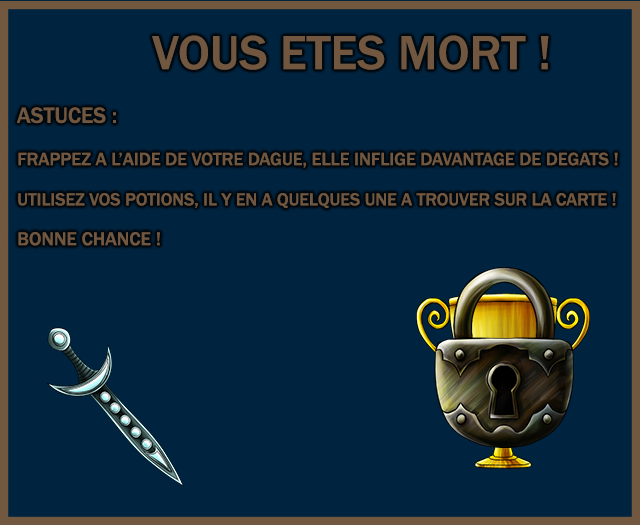 VOUS ETES MORT !
ASTUCES :
FRAPPEZ A L'AIDE DE VOTRE DAGUE, ELLE INFLIGE DAVANTAGE DE DEGATS !
UTILISEZ VOS POTIONS, IL Y EN A QUELQUES UNE A TROUVER SUR LA CARTE !
BONNE CHANCE !